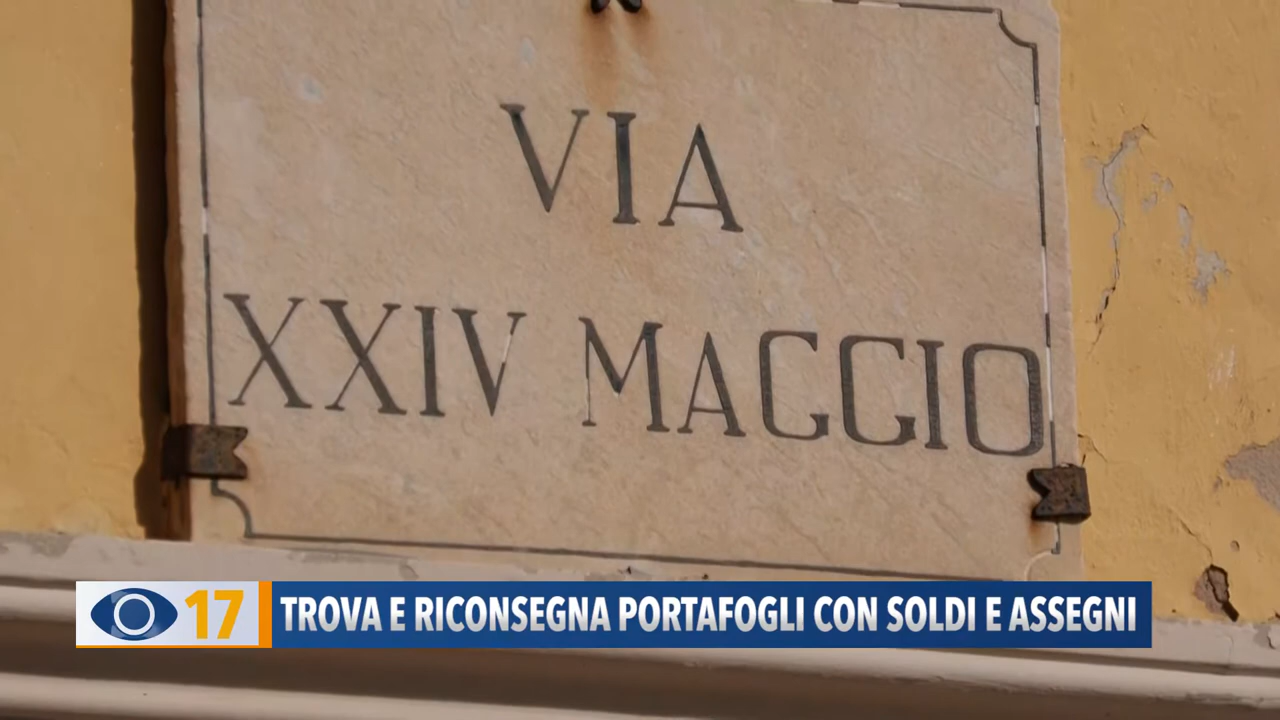 VIA
XXIV MAGGIO
17 TROVA E RICONSEGNA PORTAFOGLI CON SOLDI E ASSEGNI